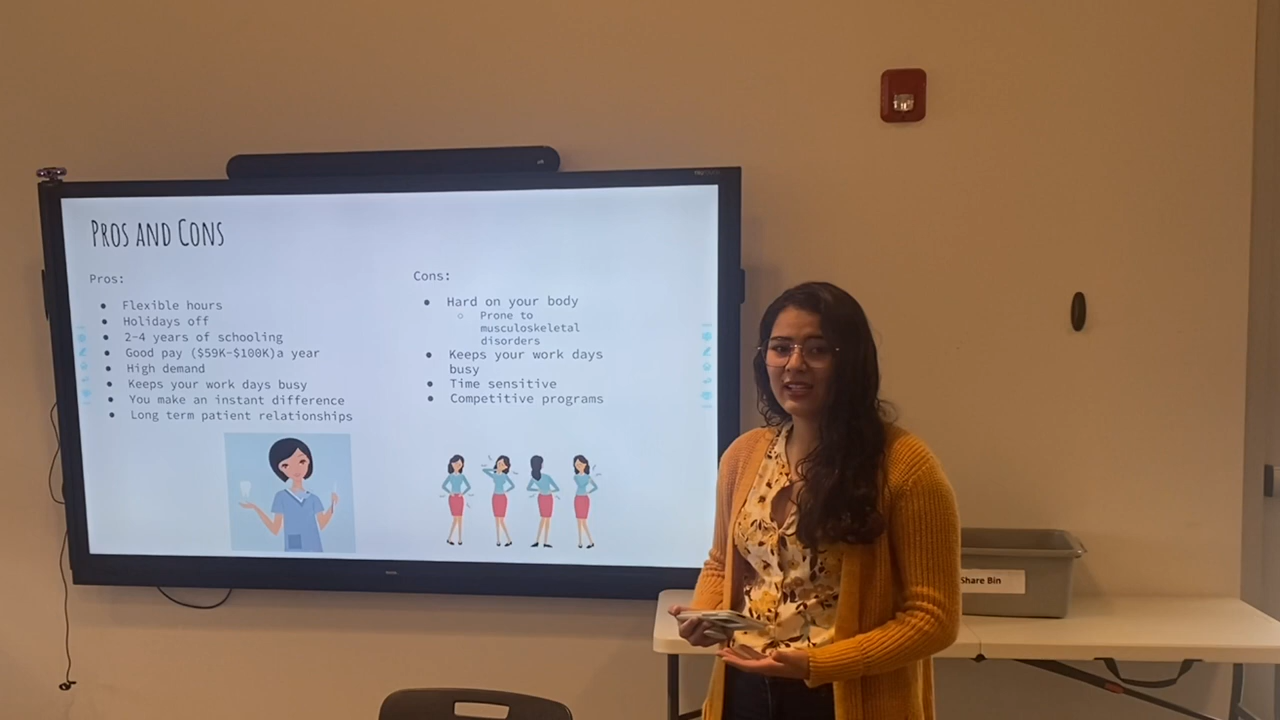 Pros and Cons
Pros:
Flexible hours
Holidays off
2-4 years of schooling
Good pay ($59K-$100K)a year
High demand
Keeps your work days busy
You make an instant difference
Long term patient relationships
Cons:
Hard on your body
Prone to
musculoskeletal
disorders
Keeps your work days
busy
Time sensitive
Competitive programs
Share Bin